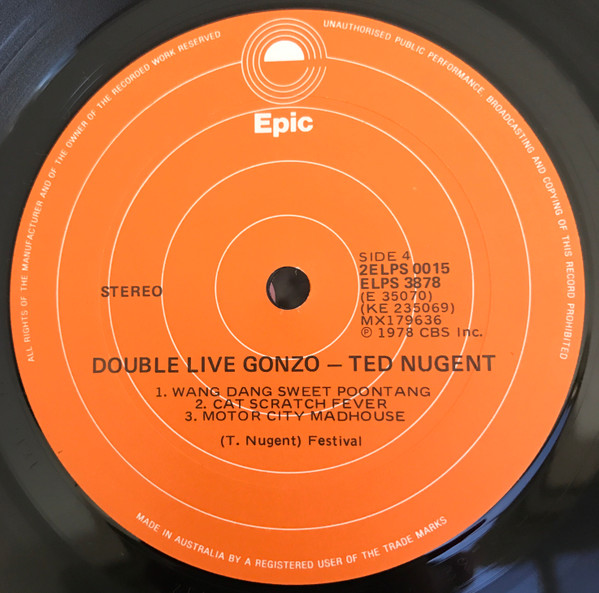 ALL RIGHTS OF THE MANUFACTURER AND OF THE OWNER OF THE RECORDED WORK RESERVED
UNAUTHORISED PUBLIC PERFORMANCE BROADCASTING AND COPYING OF THIS RECORD PROHIBITED
Epic
STEREO
SIDE 4
2ELPS 0015
ELPS 3878
(E 35070)
(KE 235069)
MX179636
℗ 1978 CBS Inc.
DOUBLE LIVE GONZO – TED NUGENT
1. WANG DANG SWEET POONTANG
2. CAT SCRATCH FEVER
3. MOTOR CITY MADHOUSE
(T. Nugent) Festival
MADE IN AUSTRALIA BY A REGISTERED USER OF THE TRADE MARKS